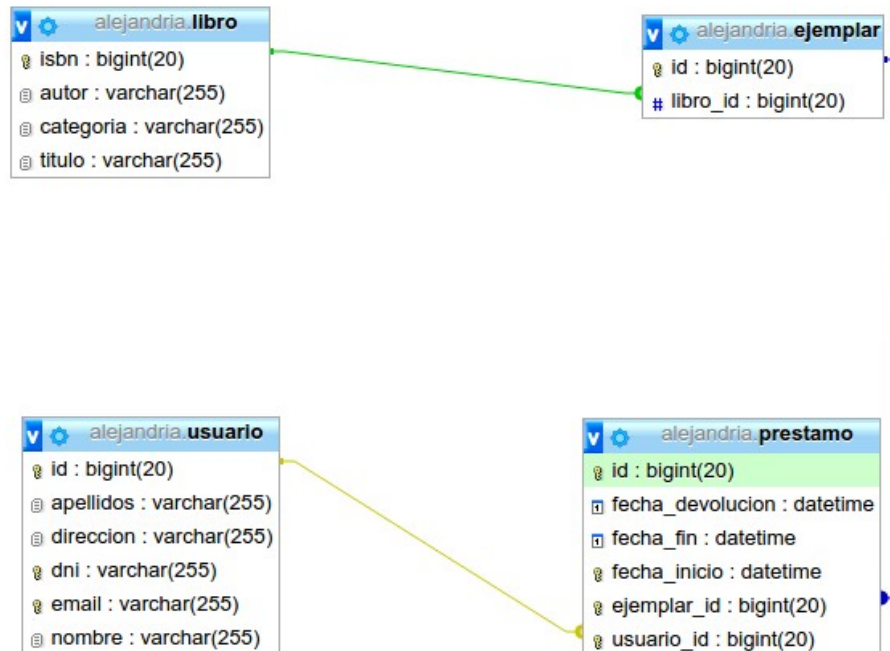 v alejandria.libro
isbn : bigint(20)
autor : varchar(255)
categoria : varchar(255)
titulo : varchar(255)
v alejandria.ejemplar
id : bigint(20)
# libro_id : bigint(20)
v alejandria.usuario
id : bigint(20)
apellidos : varchar(255)
direccion : varchar(255)
dni : varchar(255)
email : varchar(255)
nombre : varchar(255)
v alejandria.prestamo
id : bigint(20)
fecha_devolucion : datetime
fecha_fin : datetime
fecha_inicio : datetime
ejemplar_id : bigint(20)
usuario_id : bigint(20)